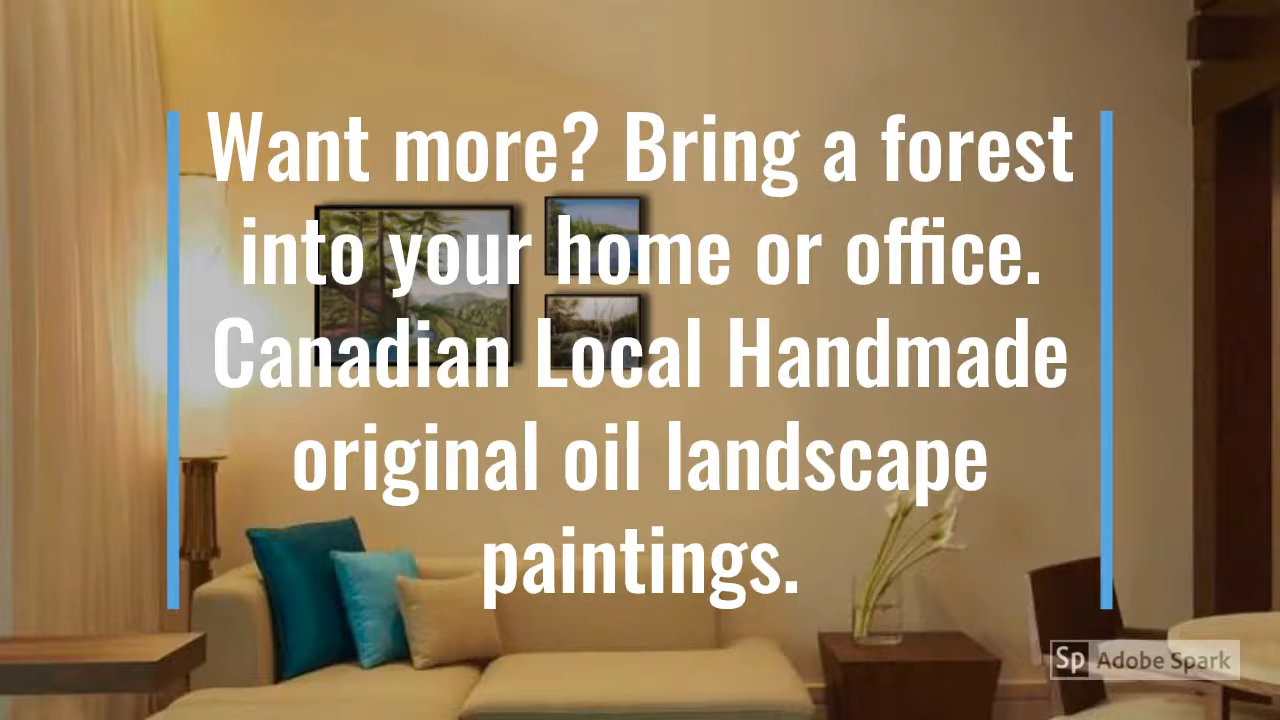 Want more? Bring a forest
into your home or office.
Canadian Local Handmade
original oil landscape
paintings.
Sp Adobe Spark